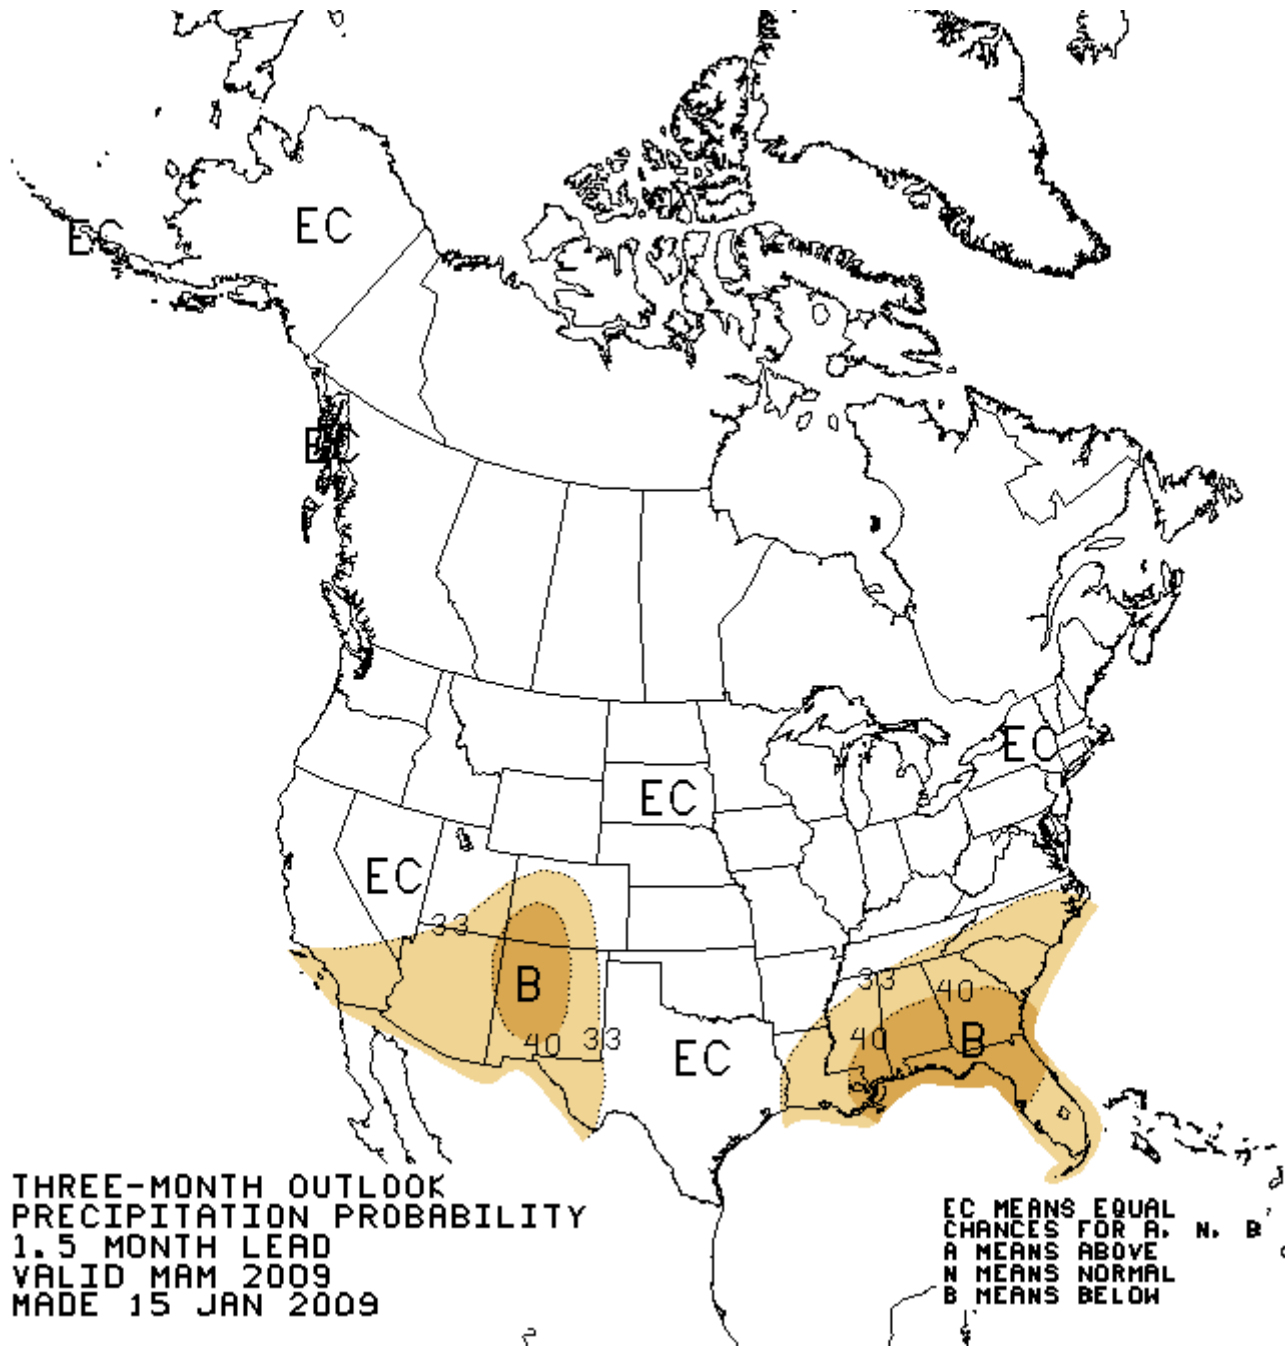 EC
EC
EC
EC
EC
EC
33
B
40
33
EC
33
40
40
B
THREE-MONTH OUTLOOK
PRECIPITATION PROBABILITY
1.5 MONTH LEAD
VALID MAM 2009
MADE 15 JAN 2009
EC MEANS EQUAL
CHANCES FOR A, N, B
A MEANS ABOVE
N MEANS NORMAL
B MEANS BELOW